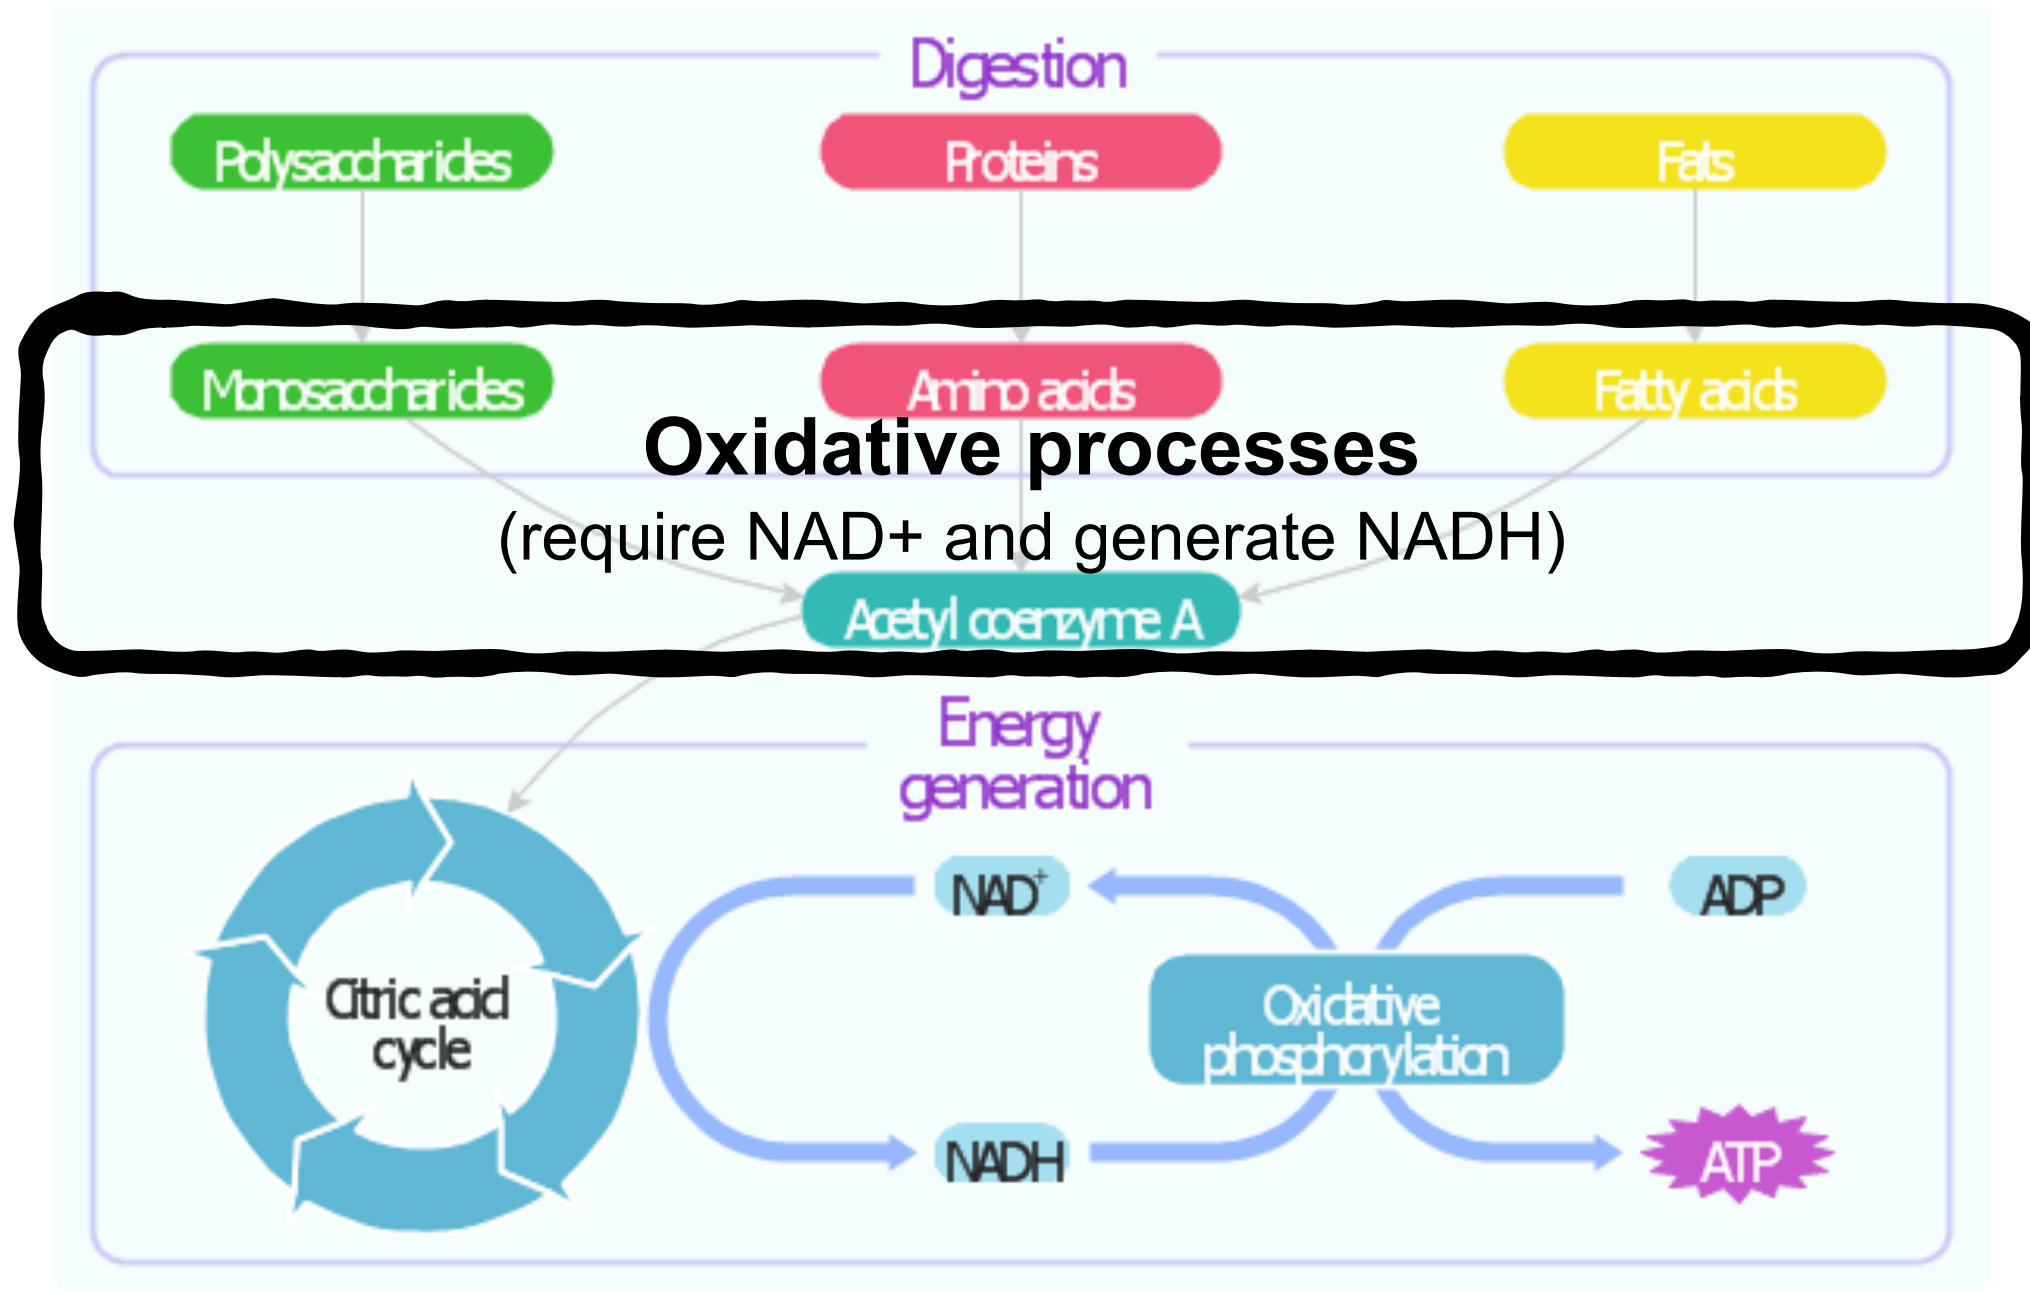 Digestion
Polysaccharides
Proteins
Fats
Monosaccharides
Amino acids
Fatty acids
Oxidative processes
(require NAD+ and generate NADH)
Acetyl coenzyme A
Energy
generation
NAD+
ADP
Citric acid
cycle
Oxidative
phosphorylation
NADH
ATP